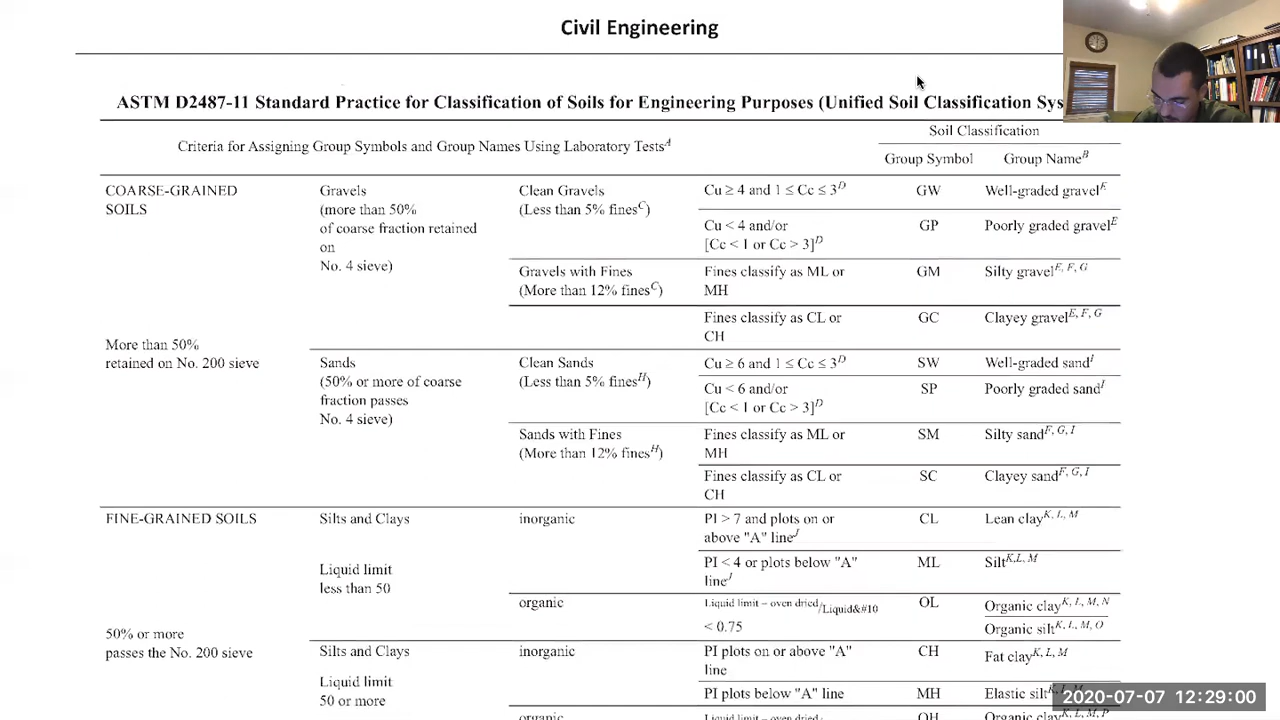 Civil Engineering
ASTM D2487-11 Standard Practice for Classification of Soils for Engineering Purposes (Unified Soil Classification Sys
Criteria for Assigning Group Symbols and Group Names Using Laboratory Tests^A
Soil Classification
Group Symbol Group Name^B
COARSE-GRAINED
SOILS
More than 50%
retained on No. 200 sieve
Gravels
(more than 50%
of coarse fraction retained
on
No. 4 sieve)
Clean Gravels
(Less than 5% fines^C)
Cu ≥ 4 and 1 ≤ Cc ≤ 3^D GW Well-graded gravel^E
Cu < 4 and/or
[Cc < 1 or Cc > 3]^D
GP Poorly graded gravel^E
Gravels with Fines
(More than 12% fines^C)
Fines classify as ML or
MH
GM Silty gravel^E, F, G
Fines classify as CL or
CH
GC Clayey gravel^E, F, G
Sands
(50% or more of coarse
fraction passes
No. 4 sieve)
Clean Sands
(Less than 5% fines^H)
Cu ≥ 6 and 1 ≤ Cc ≤ 3^D SW Well-graded sand^I
Cu < 6 and/or
[Cc < 1 or Cc > 3]^D
SP Poorly graded sand^I
Sands with Fines
(More than 12% fines^H)
Fines classify as ML or
MH
SM Silty sand^F, G, I
Fines classify as CL or
CH
SC Clayey sand^F, G, I
FINE-GRAINED SOILS
50% or more
passes the No. 200 sieve
Silts and Clays
Liquid limit
less than 50
inorganic
PI > 7 and plots on or
above "A" line^J
CL Lean clay^K, L, M
PI < 4 or plots below "A"
line^J
ML Silt^K,L, M
organic
Liquid limit – oven dried/Liquid&#10
< 0.75
OL Organic clay^K, L, M, N
Organic silt^K, L, M, O
Silts and Clays
Liquid limit
50 or more
inorganic
PI plots on or above "A"
line
CH Fat clay^K, L, M
PI plots below "A" line MH Elastic silt
organic Liquid limit – oven dried OH Organic clay^K, L, M, P
2020-07-07 12:29:00